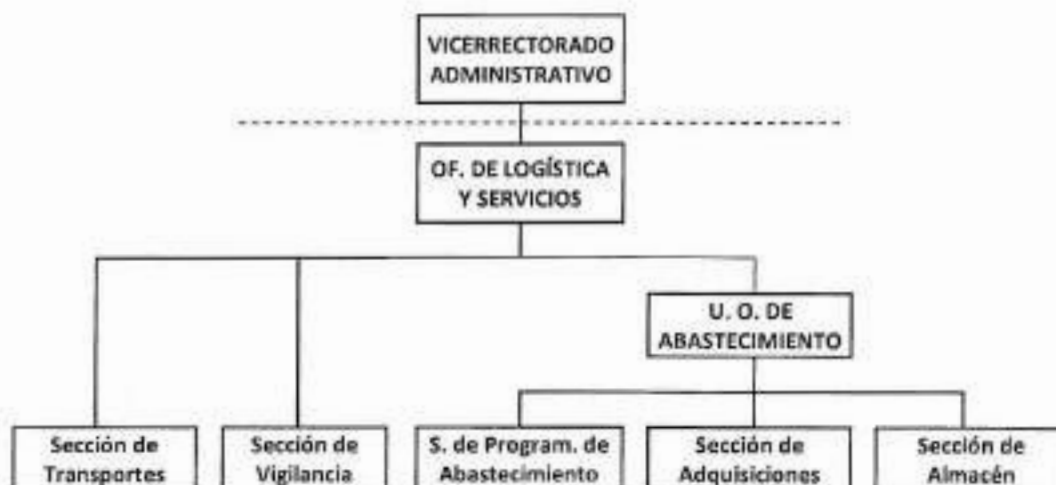 VICERRECTORADO
ADMINISTRATIVO
OF. DE LOGÍSTICA
Y SERVICIOS
U. O. DE
ABASTECIMIENTO
Sección de
Transportes
Sección de
Vigilancia
S. de Program. de
Abastecimiento
Sección de
Adquisiciones
Sección de
Almacén